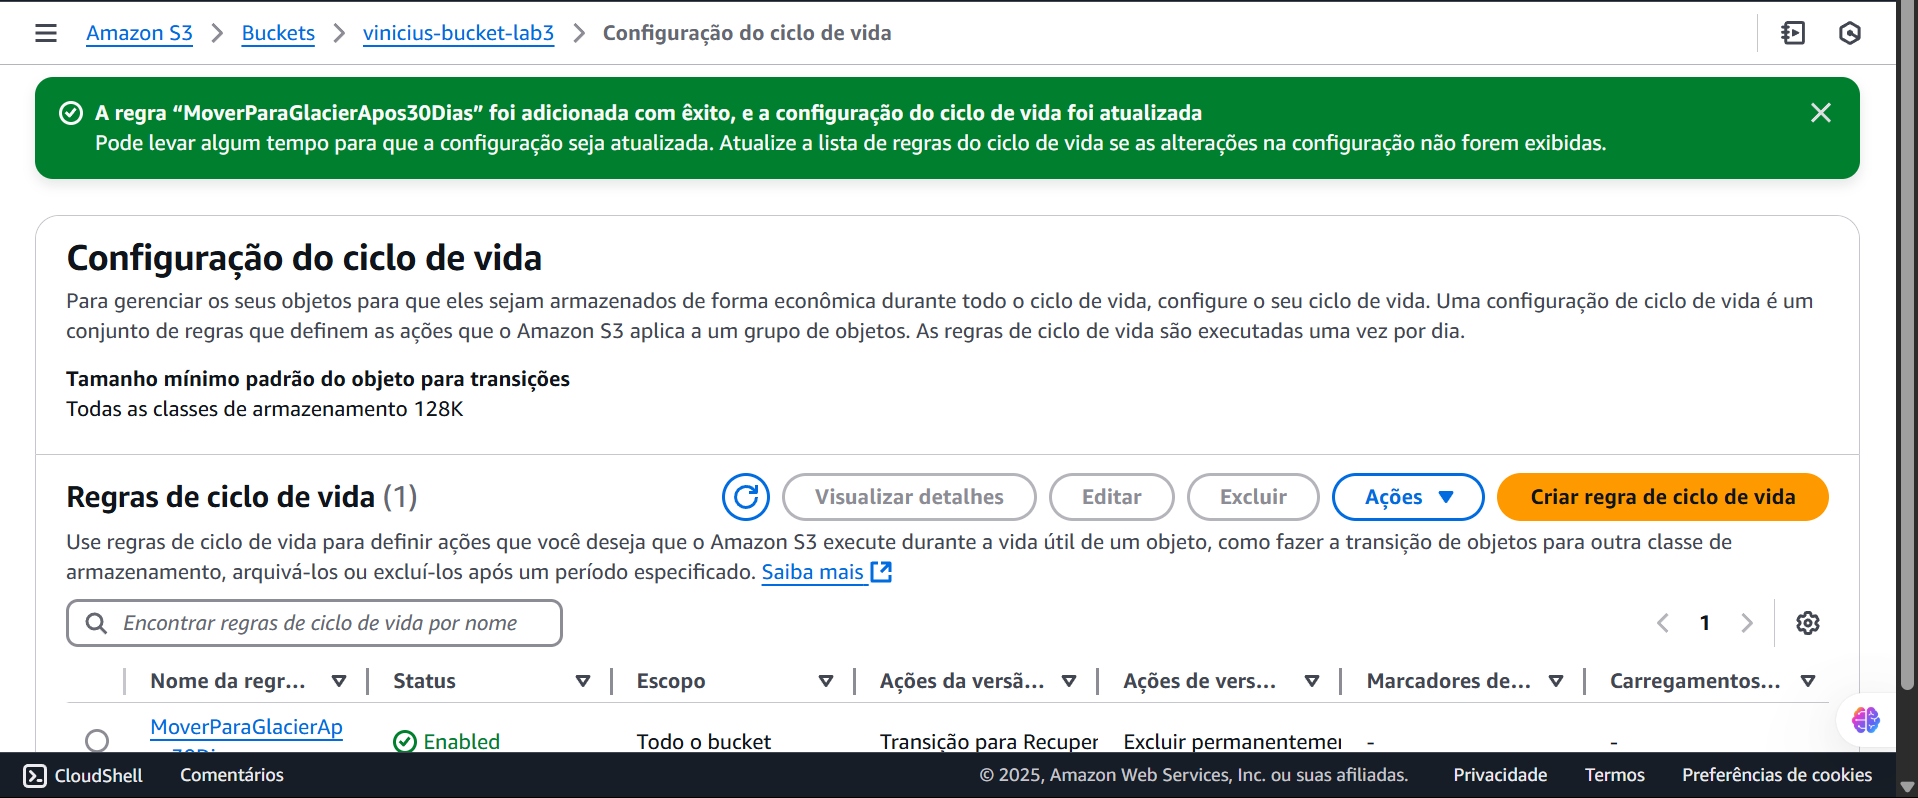 Amazon S3 > Buckets > vinicius-bucket-lab3 > Configuração do ciclo de vida
A regra “MoverParaGlacierApos30Dias” foi adicionada com êxito, e a configuração do ciclo de vida foi atualizada
Pode levar algum tempo para que a configuração seja atualizada. Atualize a lista de regras do ciclo de vida se as alterações na configuração não forem exibidas.
Configuração do ciclo de vida
Para gerenciar os seus objetos para que eles sejam armazenados de forma econômica durante todo o ciclo de vida, configure o seu ciclo de vida. Uma configuração de ciclo de vida é um
conjunto de regras que definem as ações que o Amazon S3 aplica a um grupo de objetos. As regras de ciclo de vida são executadas uma vez por dia.
Tamanho mínimo padrão do objeto para transições
Todas as classes de armazenamento 128K
Regras de ciclo de vida (1) Visualizar detalhes Editar Excluir Ações Criar regra de ciclo de vida
Use regras de ciclo de vida para definir ações que você deseja que o Amazon S3 execute durante a vida útil de um objeto, como fazer a transição de objetos para outra classe de
armazenamento, arquivá-los ou excluí-los após um período especificado. Saiba mais
Encontrar regras de ciclo de vida por nome 1
Nome da regr... Status Escopo Ações da versã... Ações de vers... Marcadores de... Carregamentos...
MoverParaGlacierAp Enabled Todo o bucket Transição para Recuper Excluir permanentemen - -
CloudShell Comentários © 2025, Amazon Web Services, Inc. ou suas afiliadas. Privacidade Termos Preferências de cookies